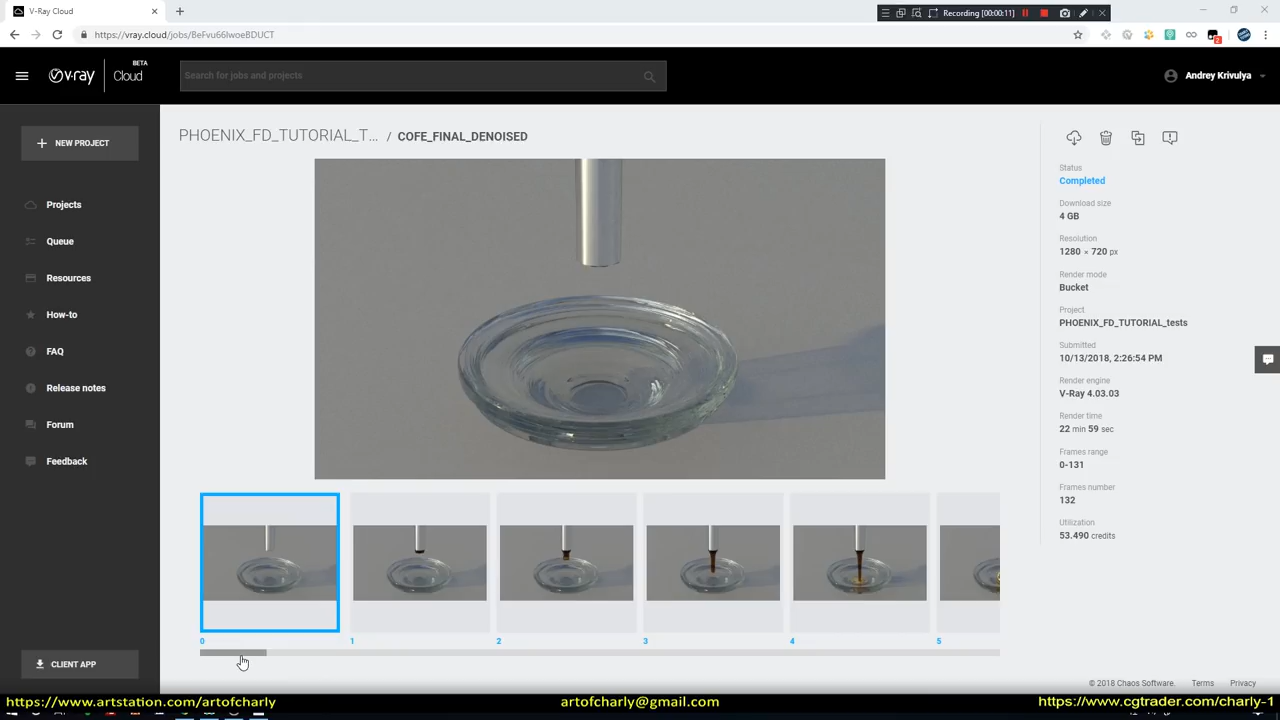 V-Ray Cloud
Recording [00:00:11]
https://vray.cloud/jobs/BeFvu66IwoeBDUCT
2
v·ray Cloud BETA
Search for jobs and projects
Andrey Krivulya
NEW PROJECT
Projects
Queue
Resources
How-to
FAQ
Release notes
Forum
Feedback
CLIENT APP
PHOENIX_FD_TUTORIAL_T... / COFE_FINAL_DENOISED
0 1 2 3 4 5
Status
Completed
Download size
4 GB
Resolution
1280 × 720 px
Render mode
Bucket
Project
PHOENIX_FD_TUTORIAL_tests
Submitted
10/13/2018, 2:26:54 PM
Render engine
V-Ray 4.03.03
Render time
22 min 59 sec
Frames range
0-131
Frames number
132
Utilization
53.490 credits
© 2018 Chaos Software. Terms Privacy
https://www.artstation.com/artofcharly artofcharly@gmail.com https://www.cgtrader.com/charly-1